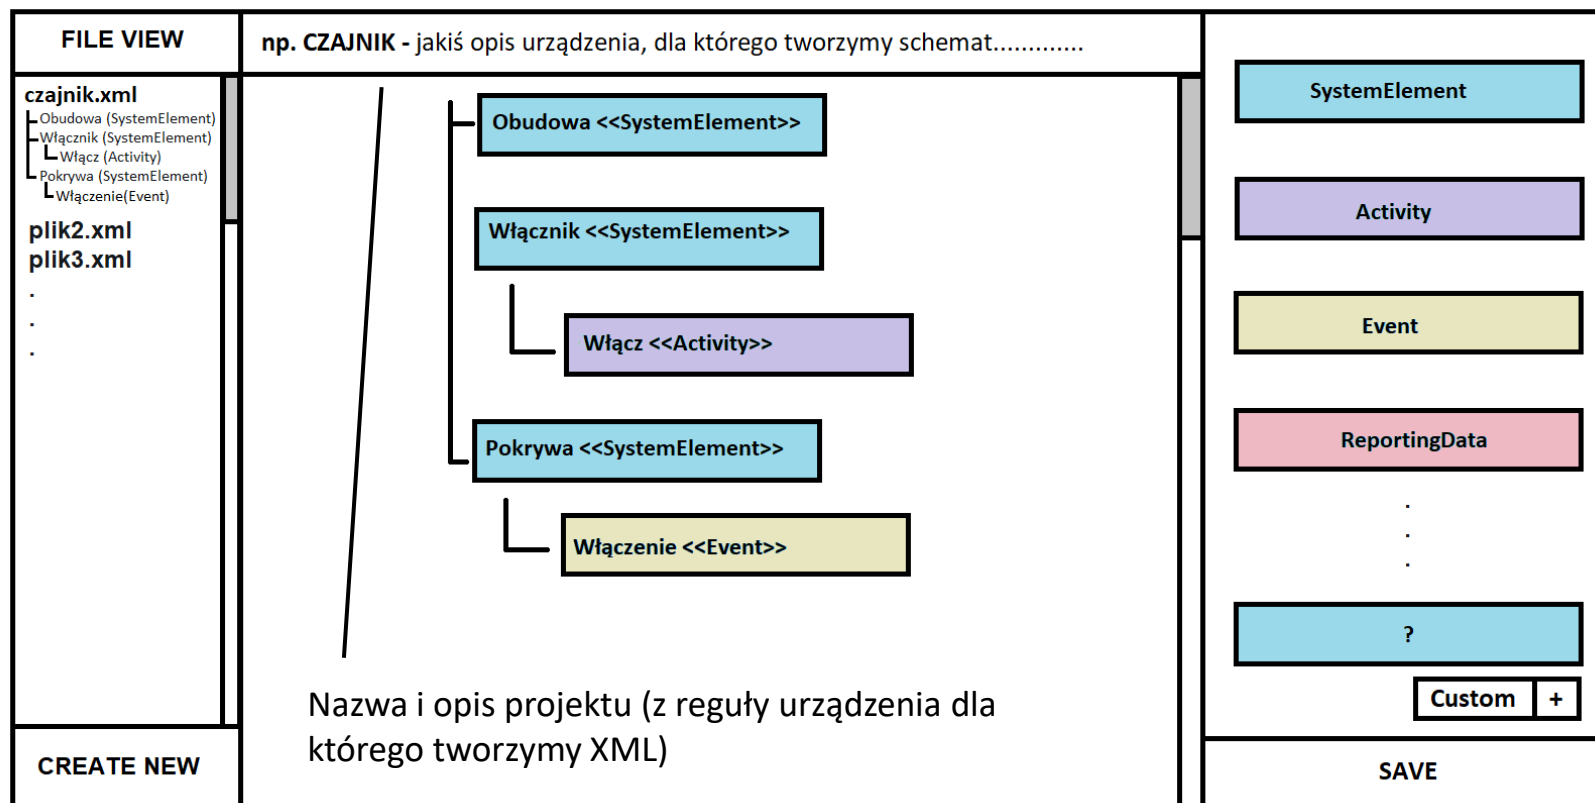 FILE VIEW
np. CZAJNIK - jakiś opis urządzenia, dla którego tworzymy schemat.............
czajnik.xml
Obudowa (SystemElement)
Włącznik (SystemElement)
Włącz (Activity)
Pokrywa (SystemElement)
Włączenie(Event)
plik2.xml
plik3.xml
.
.
.
CREATE NEW
Obudowa <<SystemElement>>
Włącznik <<SystemElement>>
Włącz <<Activity>>
Pokrywa <<SystemElement>>
Włączenie <<Event>>
Nazwa i opis projektu (z reguły urządzenia dla
którego tworzymy XML)
SystemElement
Activity
Event
ReportingData
.
.
.
?
Custom +
SAVE